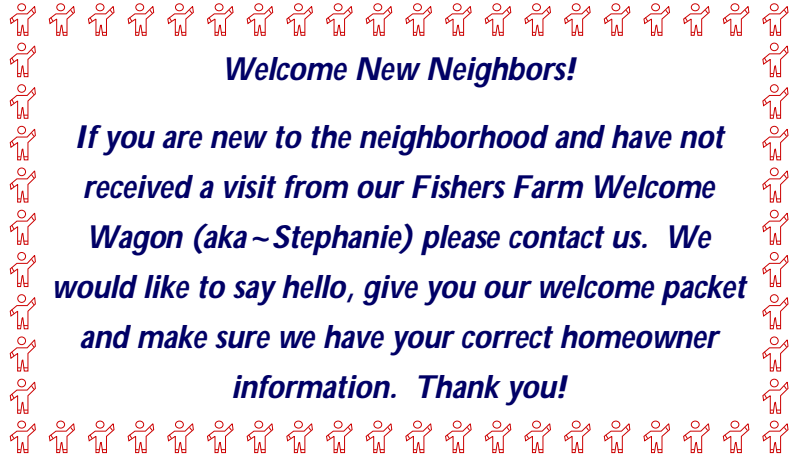 Welcome New Neighbors!
If you are new to the neighborhood and have not
received a visit from our Fishers Farm Welcome
Wagon (aka~Stephanie) please contact us.  We
would like to say hello, give you our welcome packet
and make sure we have your correct homeowner
information.  Thank you!